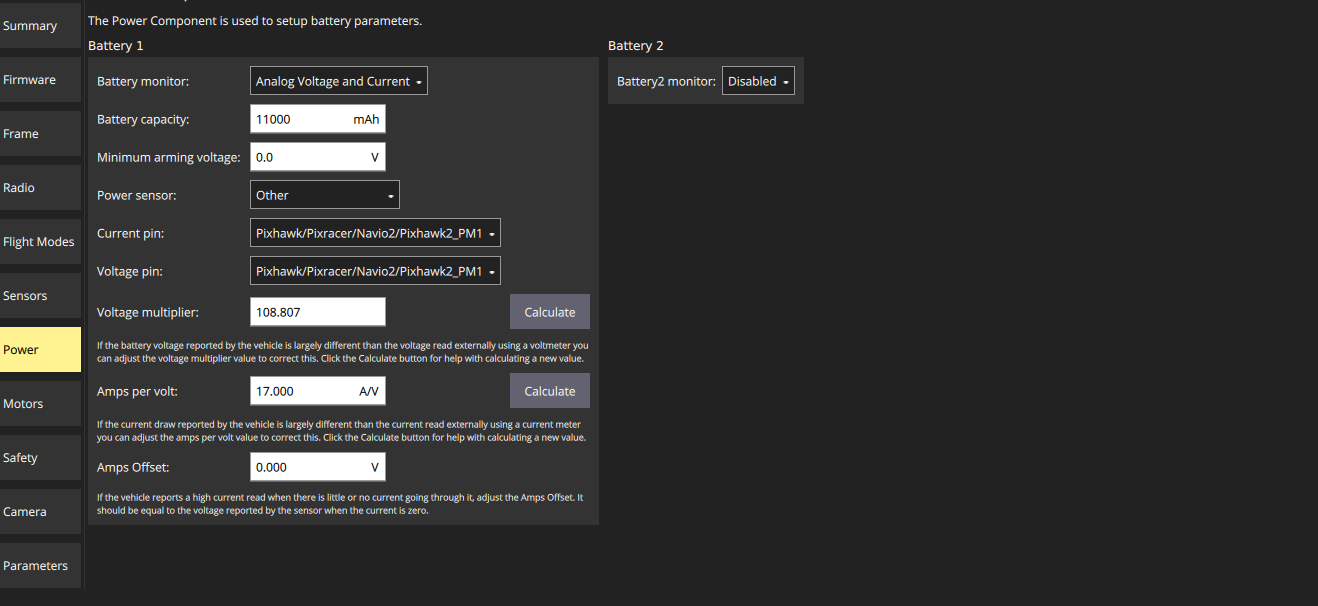 Summary
Firmware
Frame
Radio
Flight Modes
Sensors
Power
Motors
Safety
Camera
Parameters
The Power Component is used to setup battery parameters.
Battery 1
Battery monitor: Analog Voltage and Current
Battery capacity: 11000 mAh
Minimum arming voltage: 0.0 V
Power sensor: Other
Current pin: Pixhawk/Pixracer/Navio2/Pixhawk2_PM1
Voltage pin: Pixhawk/Pixracer/Navio2/Pixhawk2_PM1
Voltage multiplier: 108.807 Calculate
If the battery voltage reported by the vehicle is largely different than the voltage read externally using a voltmeter you
can adjust the voltage multiplier value to correct this. Click the Calculate button for help with calculating a new value.
Amps per volt: 17.000 A/V Calculate
If the current draw reported by the vehicle is largely different than the current read externally using a current meter
you can adjust the amps per volt value to correct this. Click the Calculate button for help with calculating a new value.
Amps Offset: 0.000 V
If the vehicle reports a high current read when there is little or no current going through it, adjust the Amps Offset. It
should be equal to the voltage reported by the sensor when the current is zero.
Battery 2
Battery2 monitor: Disabled